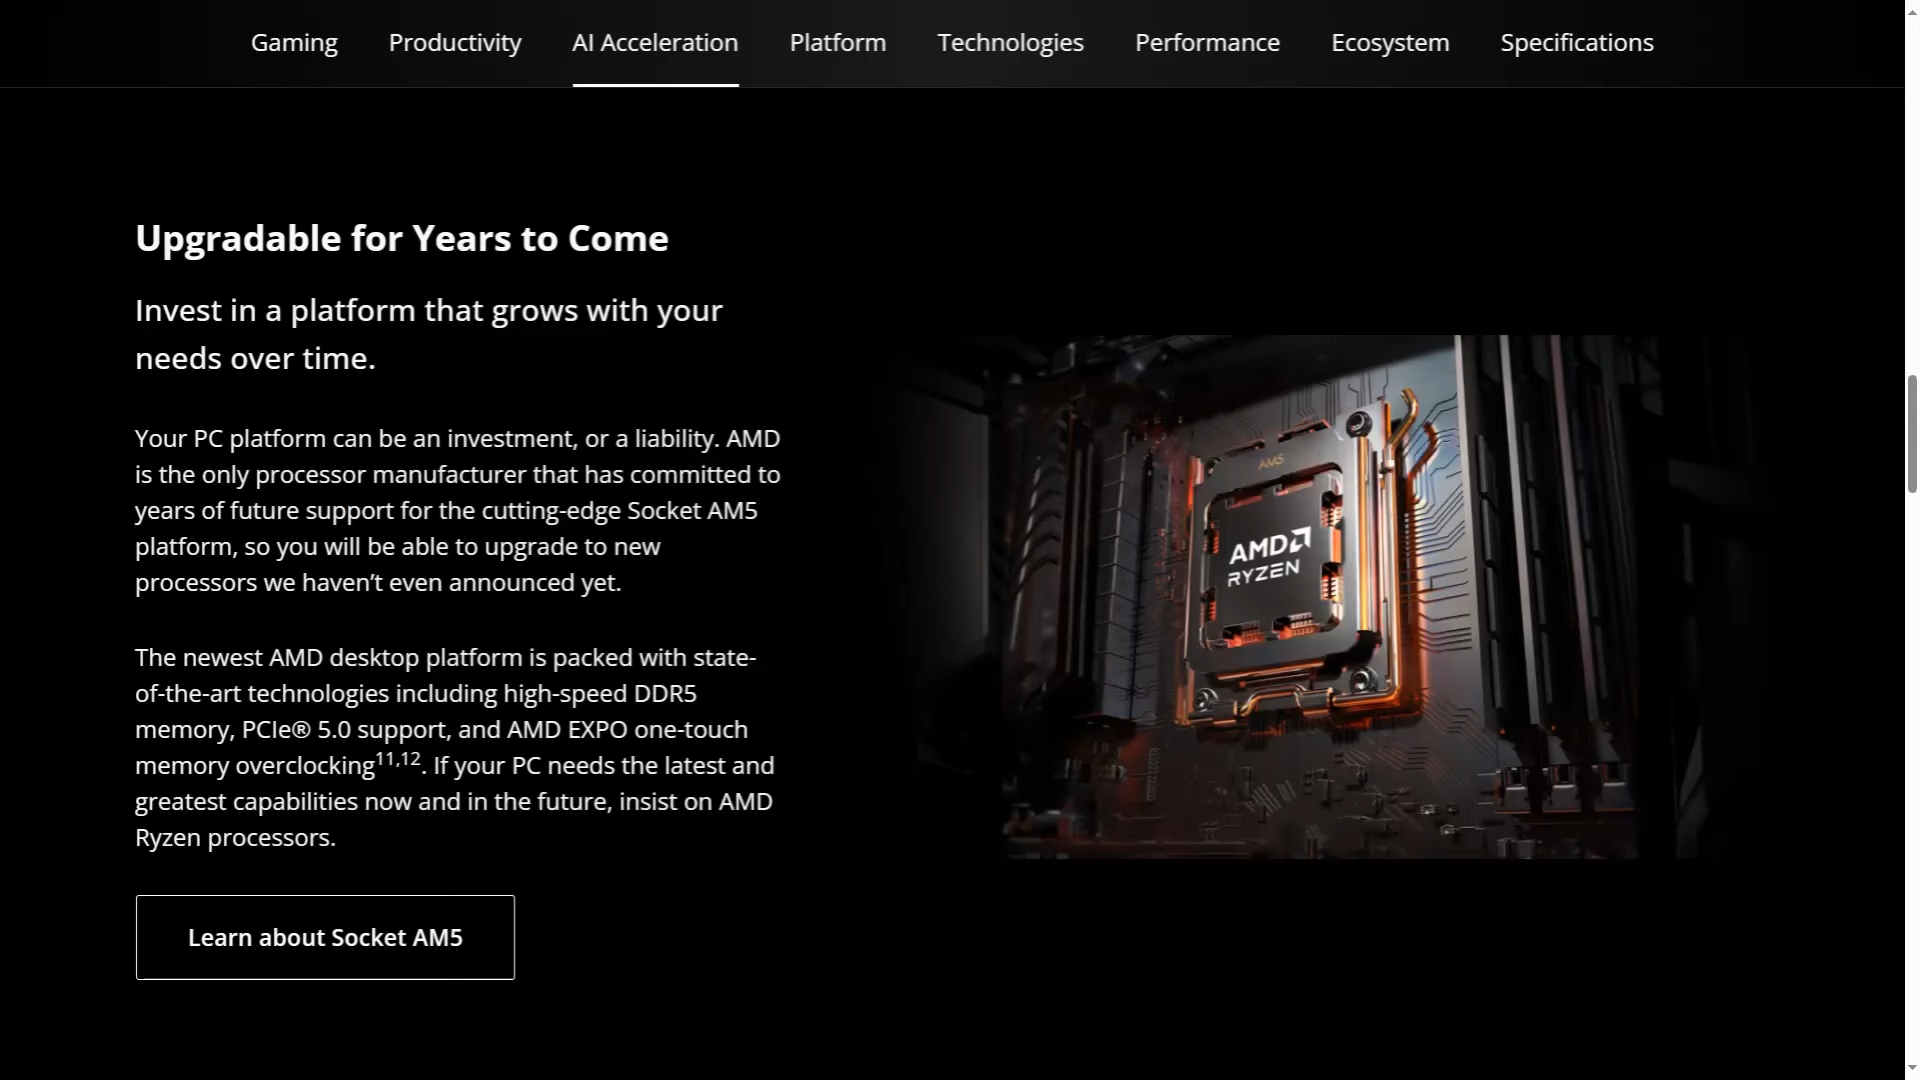 Gaming Productivity AI Acceleration Platform Technologies Performance Ecosystem Specifications
Upgradable for Years to Come
Invest in a platform that grows with your
needs over time.
Your PC platform can be an investment, or a liability. AMD
is the only processor manufacturer that has committed to
years of future support for the cutting-edge Socket AM5
platform, so you will be able to upgrade to new
processors we haven’t even announced yet.
The newest AMD desktop platform is packed with state-
of-the-art technologies including high-speed DDR5
memory, PCIe® 5.0 support, and AMD EXPO one-touch
memory overclocking11,12. If your PC needs the latest and
greatest capabilities now and in the future, insist on AMD
Ryzen processors.
Learn about Socket AM5
AM5
AMD
RYZEN